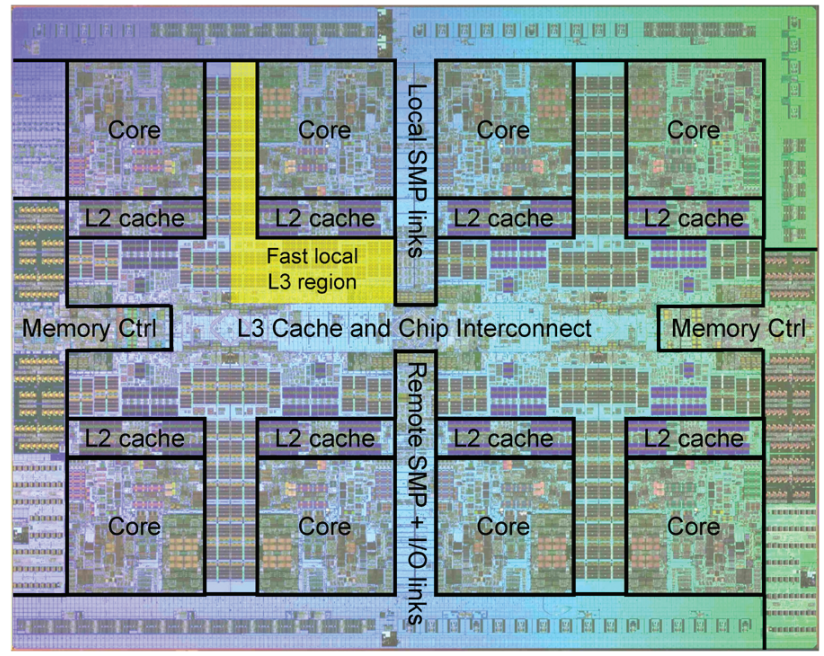 Core
Core
Core
Core
Local SMP links
L2 cache
L2 cache
L2 cache
L2 cache
Fast local
L3 region
Memory Ctrl
L3 Cache and Chip Interconnect
Memory Ctrl
Remote SMP + I/O links
L2 cache
L2 cache
L2 cache
L2 cache
Core
Core
Core
Core